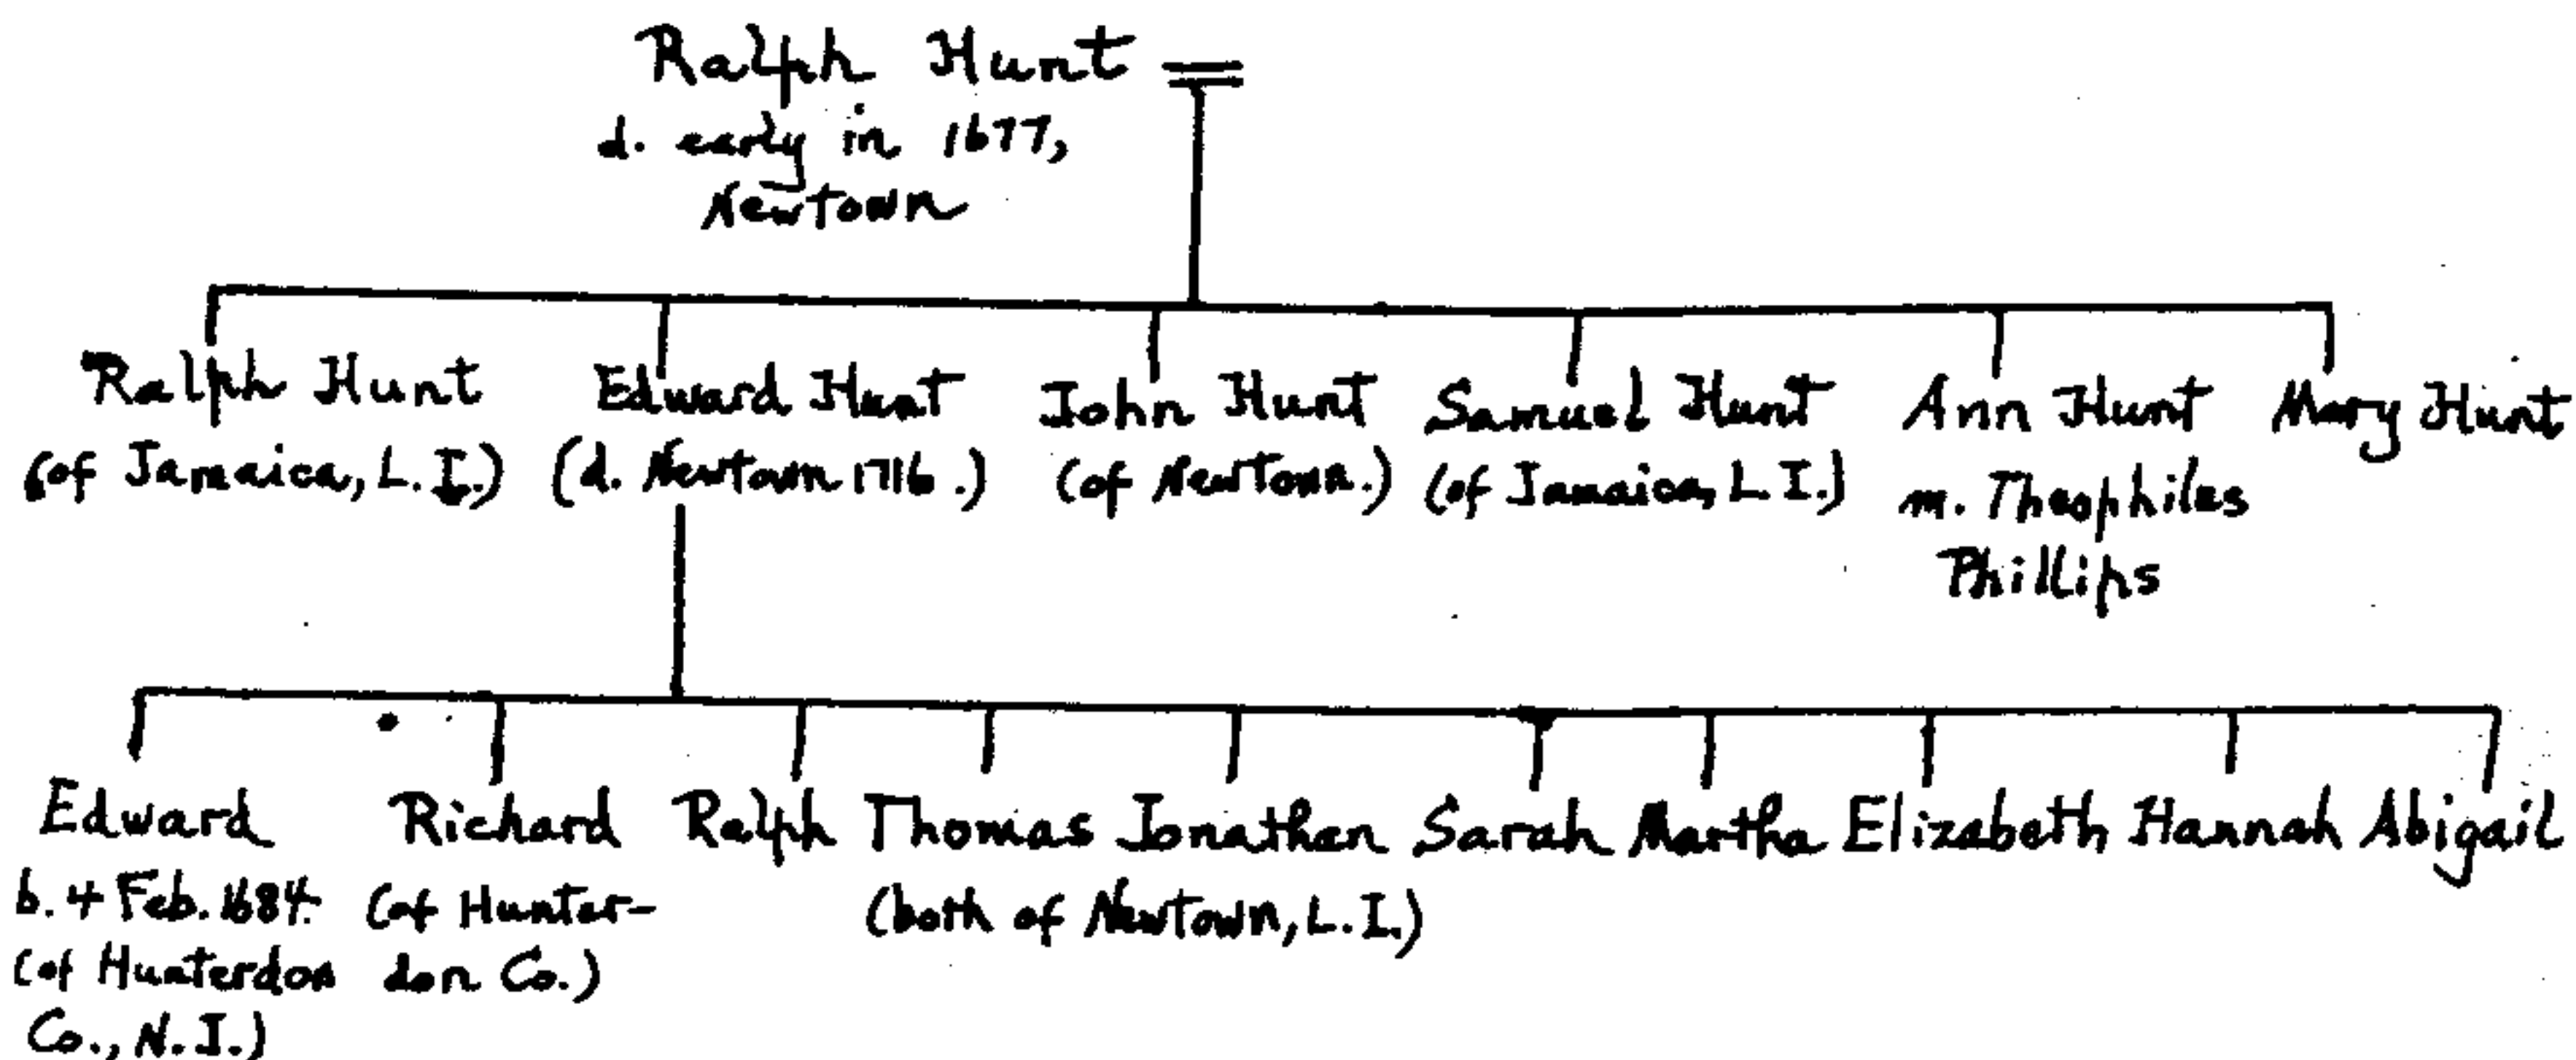 Ralph Hunt =
d. early in 1677,
Newtown
Ralph Hunt Edward Hunt John Hunt Samuel Hunt Ann Hunt Mary Hunt
(of Jamaica, L.I.) (d. Newtown 1716.) (of Newtown.) (of Jamaica, L.I.) m. Theophiles
Phillips
Edward Richard Ralph Thomas Jonathan Sarah Martha Elizabeth Hannah Abigail
b. 4 Feb. 1684. (of Hunter- (both of Newtown, L.I.)
(of Hunterdon don Co.)
Co., N.J.)